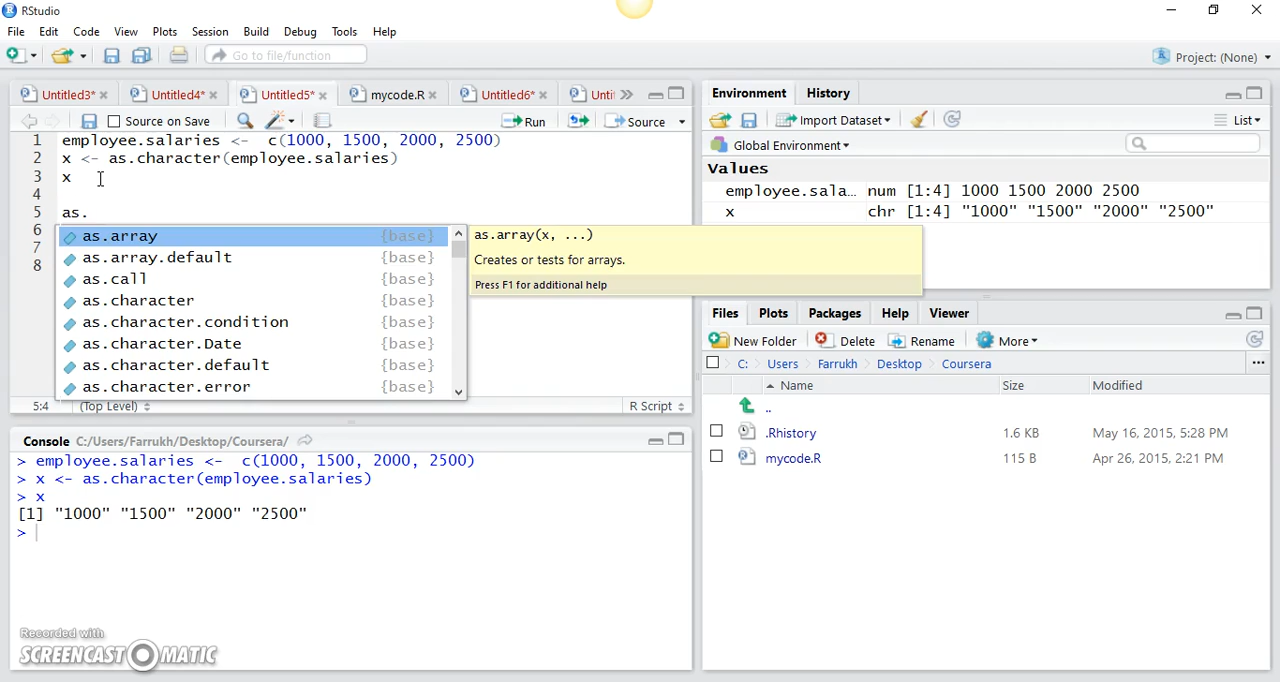 RStudio
File Edit Code View Plots Session Build Debug Tools Help
Go to file/function
Project: (None)
Untitled3* Untitled4* Untitled5* mycode.R Untitled6* Unti
Source on Save Run Source
1 employee.salaries <- c(1000, 1500, 2000, 2500)
2 x <- as.character(employee.salaries)
3 x
4
5 as.
6
7
8
as.array {base}
as.array.default {base}
as.call {base}
as.character {base}
as.character.condition {base}
as.character.Date {base}
as.character.default {base}
as.character.error {base}
as.array(x, ...)
Creates or tests for arrays.
Press F1 for additional help
5:4 (Top Level) R Script
Console C:/Users/Farrukh/Desktop/Coursera/
> employee.salaries <- c(1000, 1500, 2000, 2500)
> x <- as.character(employee.salaries)
> x
[1] "1000" "1500" "2000" "2500"
>
Recorded with
SCREENCAST MATIC
Environment History
Import Dataset List
Global Environment
Values
employee.sala... num [1:4] 1000 1500 2000 2500
x chr [1:4] "1000" "1500" "2000" "2500"
Files Plots Packages Help Viewer
New Folder Delete Rename More
C: Users Farrukh Desktop Coursera ...
Name Size Modified
..
.Rhistory 1.6 KB May 16, 2015, 5:28 PM
mycode.R 115 B Apr 26, 2015, 2:21 PM